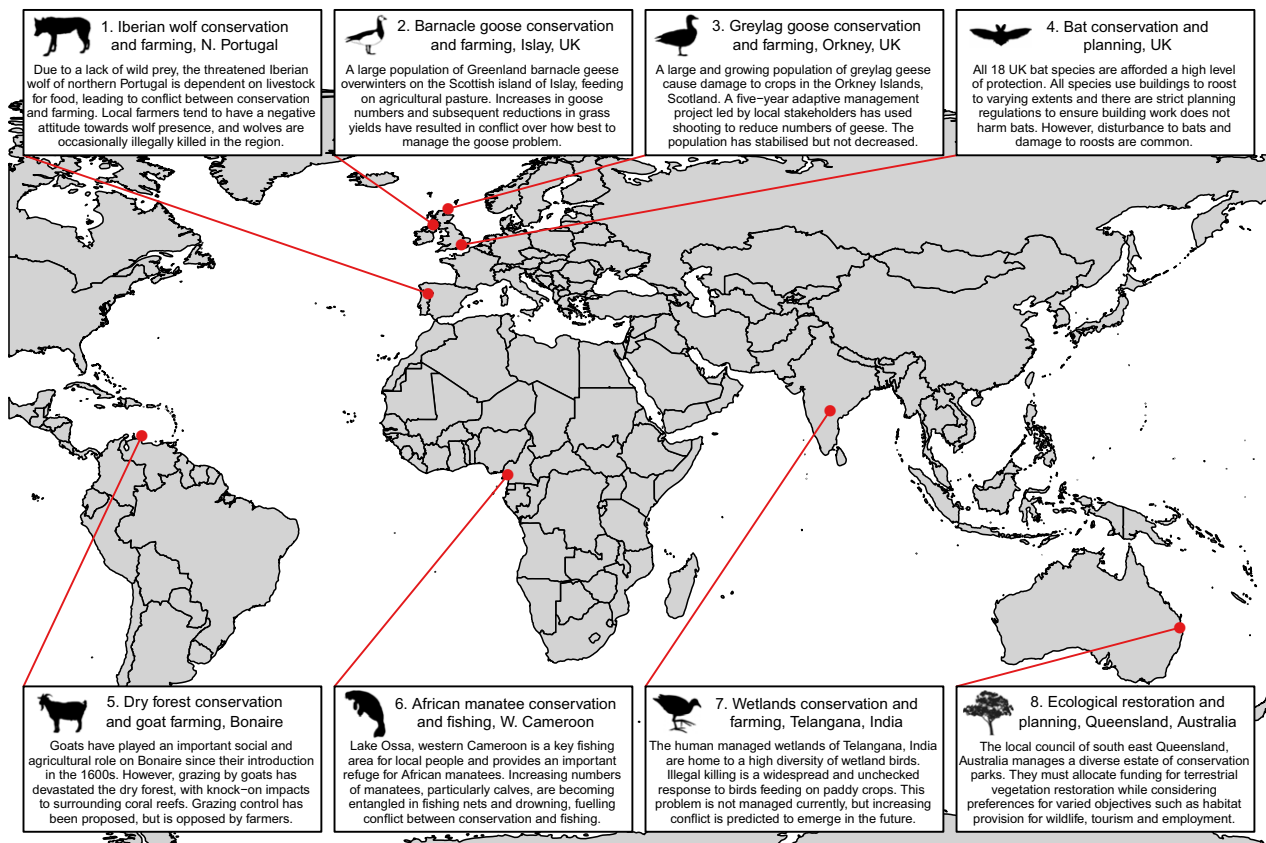 1. Iberian wolf conservation
and farming, N. Portugal
Due to a lack of wild prey, the threatened Iberian
wolf of northern Portugal is dependent on livestock
for food, leading to conflict between conservation
and farming. Local farmers tend to have a negative
attitude towards wolf presence, and wolves are
occasionally illegally killed in the region.
2. Barnacle goose conservation
and farming, Islay, UK
A large population of Greenland barnacle geese
overwinters on the Scottish island of Islay, feeding
on agricultural pasture. Increases in goose
numbers and subsequent reductions in grass
yields have resulted in conflict over how best to
manage the goose problem.
3. Greylag goose conservation
and farming, Orkney, UK
A large and growing population of greylag geese
cause damage to crops in the Orkney Islands,
Scotland. A five−year adaptive management
project led by local stakeholders has used
shooting to reduce numbers of geese. The
population has stabilised but not decreased.
4. Bat conservation and
planning, UK
All 18 UK bat species are afforded a high level
of protection. All species use buildings to roost
to varying extents and there are strict planning
regulations to ensure building work does not
harm bats. However, disturbance to bats and
damage to roosts are common.
5. Dry forest conservation
and goat farming, Bonaire
Goats have played an important social and
agricultural role on Bonaire since their introduction
in the 1600s. However, grazing by goats has
devastated the dry forest, with knock−on impacts
to surrounding coral reefs. Grazing control has
been proposed, but is opposed by farmers.
6. African manatee conservation
and fishing, W. Cameroon
Lake Ossa, western Cameroon is a key fishing
area for local people and provides an important
refuge for African manatees. Increasing numbers
of manatees, particularly calves, are becoming
entangled in fishing nets and drowning, fuelling
conflict between conservation and fishing.
7. Wetlands conservation and
farming, Telangana, India
The human managed wetlands of Telangana, India
are home to a high diversity of wetland birds.
Illegal killing is a widespread and unchecked
response to birds feeding on paddy crops. This
problem is not managed currently, but increasing
conflict is predicted to emerge in the future.
8. Ecological restoration and
planning, Queensland, Australia
The local council of south east Queensland,
Australia manages a diverse estate of conservation
parks. They must allocate funding for terrestrial
vegetation restoration while considering
preferences for varied objectives such as habitat
provision for wildlife, tourism and employment.